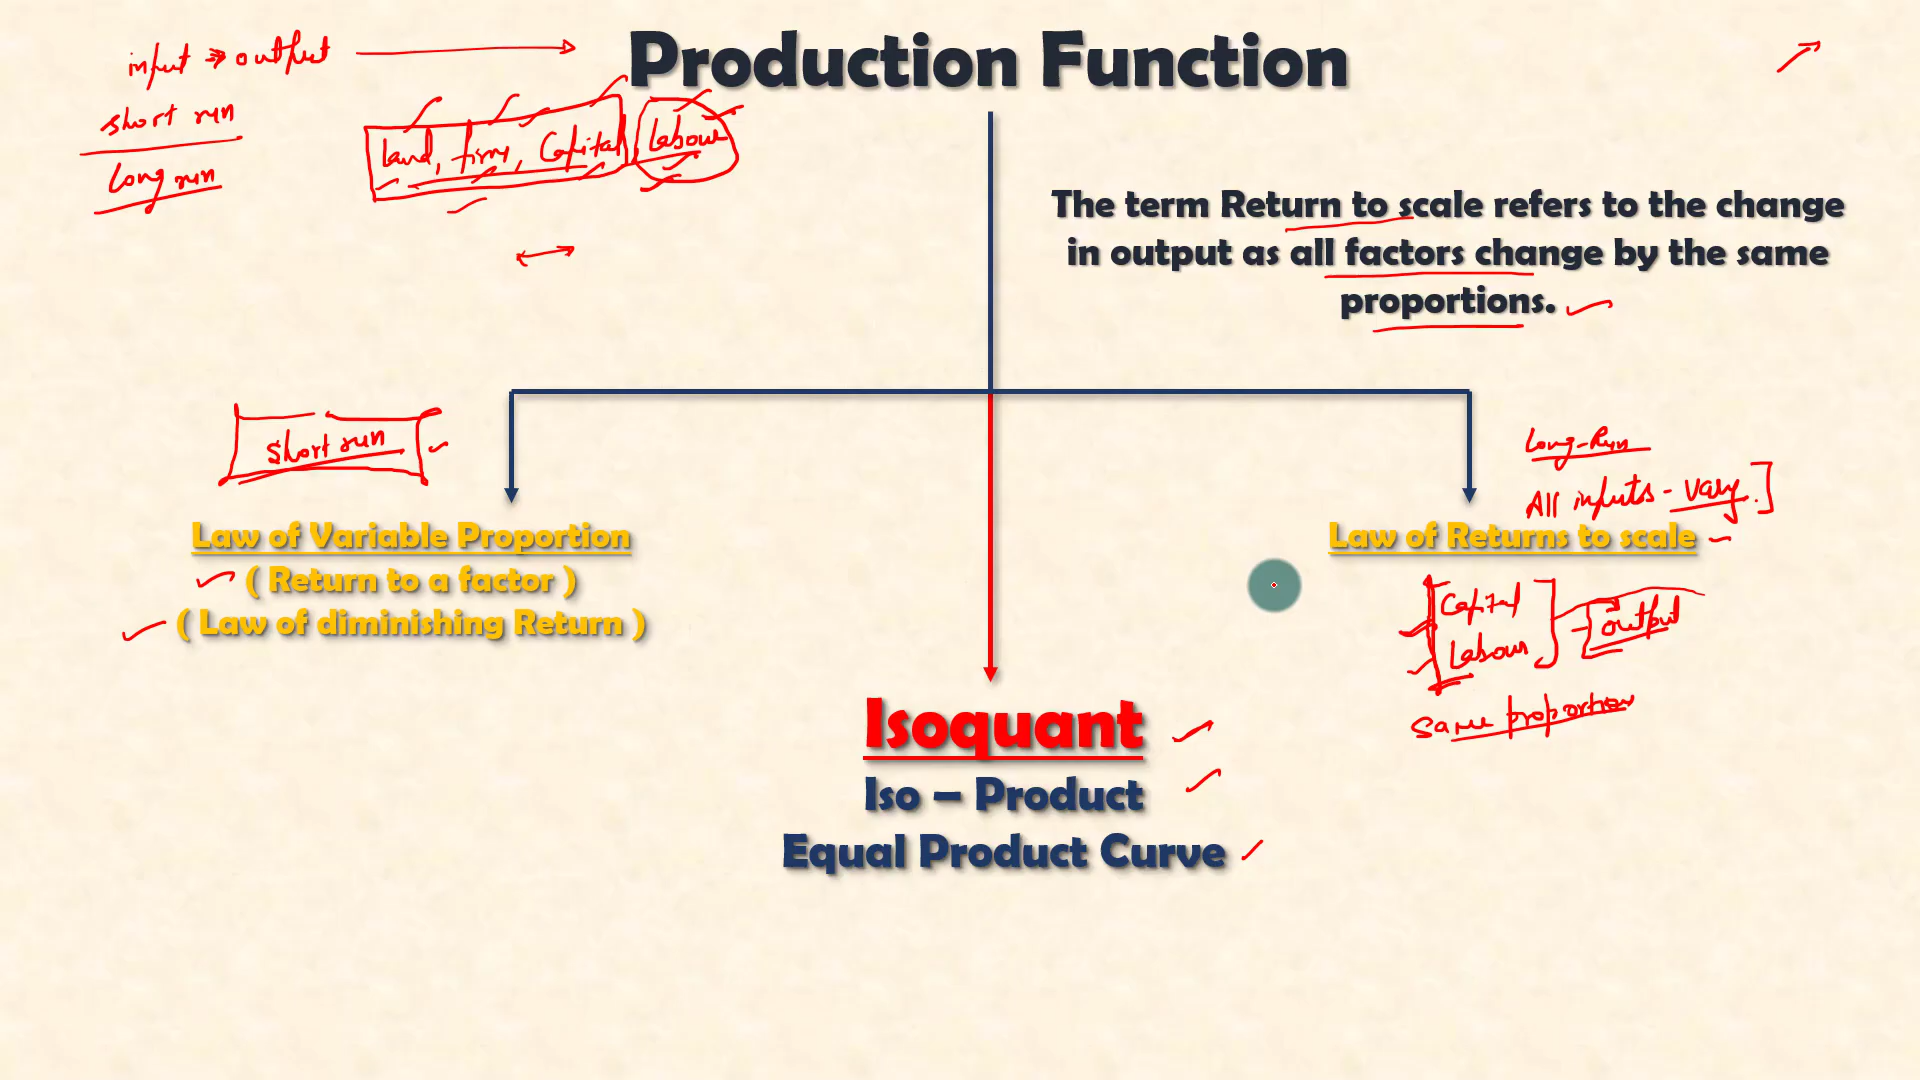 input → output
Production Function
short run
Long run
Land, firm, Capital, Labour
The term Return to scale refers to the change
in output as all factors change by the same
proportions.
Short run
Long-Run
All inputs - vary.
Law of Variable Proportion
( Return to a factor )
( Law of diminishing Return )
Law of Returns to scale
Capital
Labour
output
Same proportion
Isoquant
Iso – Product
Equal Product Curve